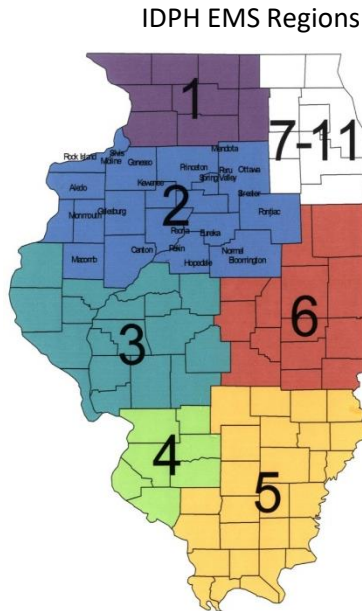 IDPH EMS Regions
1
7-11
Mendota
Silvis
Rock Island
Moline
Geneseo
Princeton
Peru
Ottawa
Spring Valley
Kewanee
Aledo
Streator
2
Galesburg
Monmouth
Pontiac
Peoria
Eureka
Canton
Pekin
Normal
Macomb
Hopedale
Bloomington
6
3
4
5